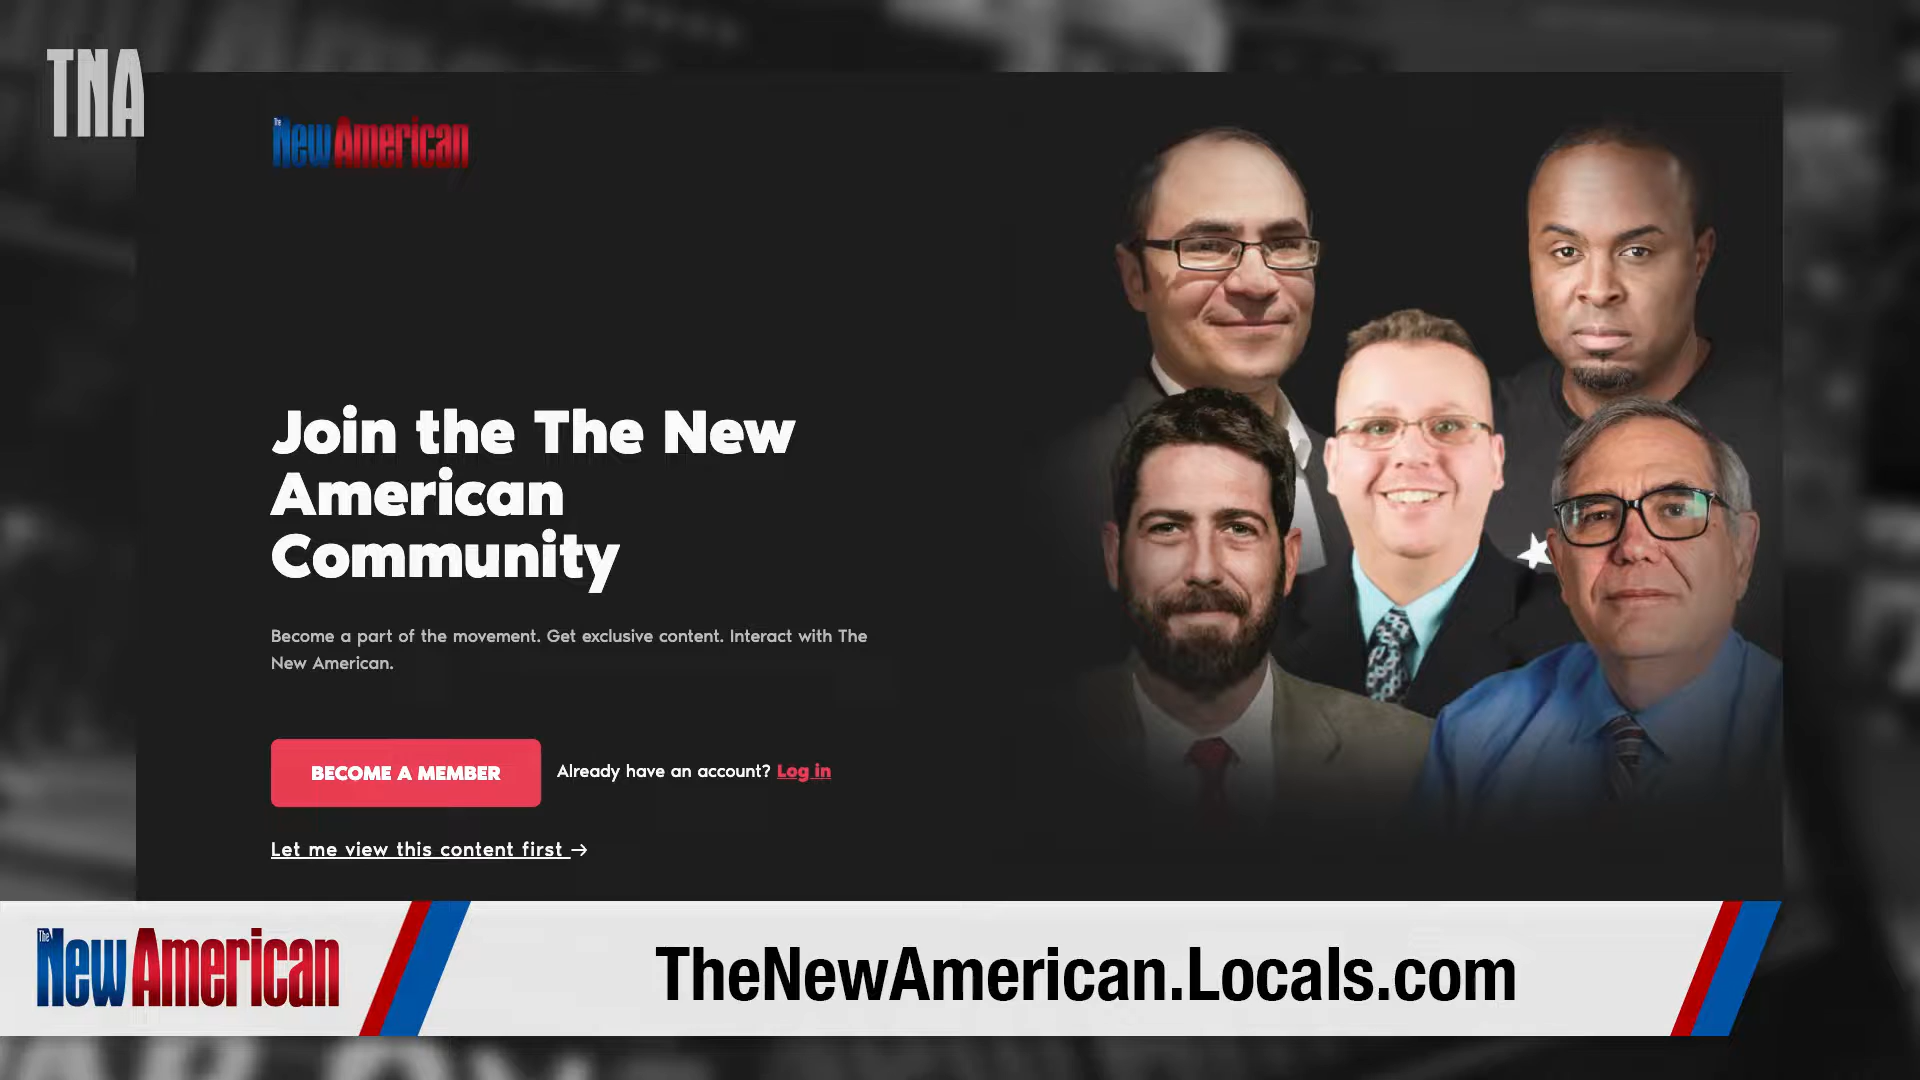 TNA
The New American
Join the The New
American
Community
Become a part of the movement. Get exclusive content. Interact with The
New American.
BECOME A MEMBER
Already have an account? Log in
Let me view this content first →
The New American
TheNewAmerican.Locals.com